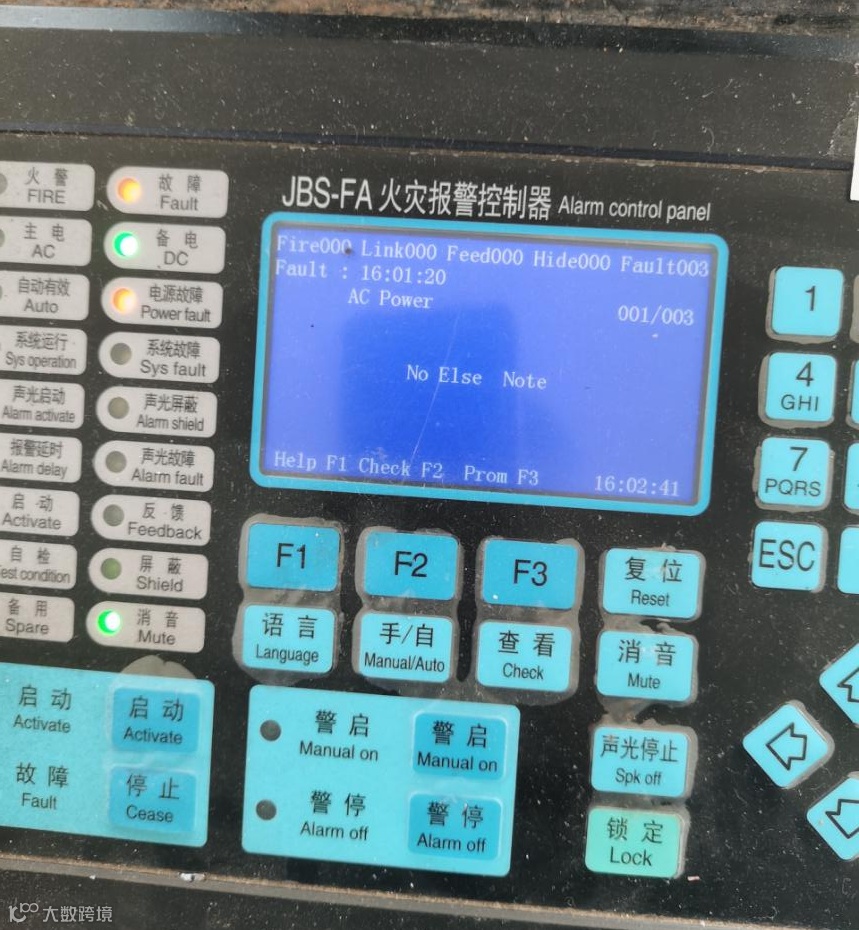 火警
FIRE
故障
Fault
主电
AC
备电
DC
自动有效
Auto
电源故障
Power fault
系统运行
Sys operation
系统故障
Sys fault
声光启动
Alarm activate
声光屏蔽
Alarm shield
报警延时
Alarm delay
声光故障
Alarm fault
启动
Activate
反馈
Feedback
自检
est condition
屏蔽
Shield
备用
Spare
消音
Mute
JBS-FA 火灾报警控制器 Alarm control panel
Fire000 Link000 Feed000 Hide000 Fault003
Fault : 16:01:20
AC Power
001/003
No Else Note
Help F1 Check F2 Prom F3 16:02:41
1
4
GHI
7
PQRS
ESC
F1
F2
F3
复位
Reset
语言
Language
手/自
Manual/Auto
查看
Check
消音
Mute
声光停止
Spk off
锁定
Lock
启动
Activate
启动
Activate
故障
Fault
停止
Cease
警启
Manual on
警启
Manual on
警停
Alarm off
警停
Alarm off
大数跨境